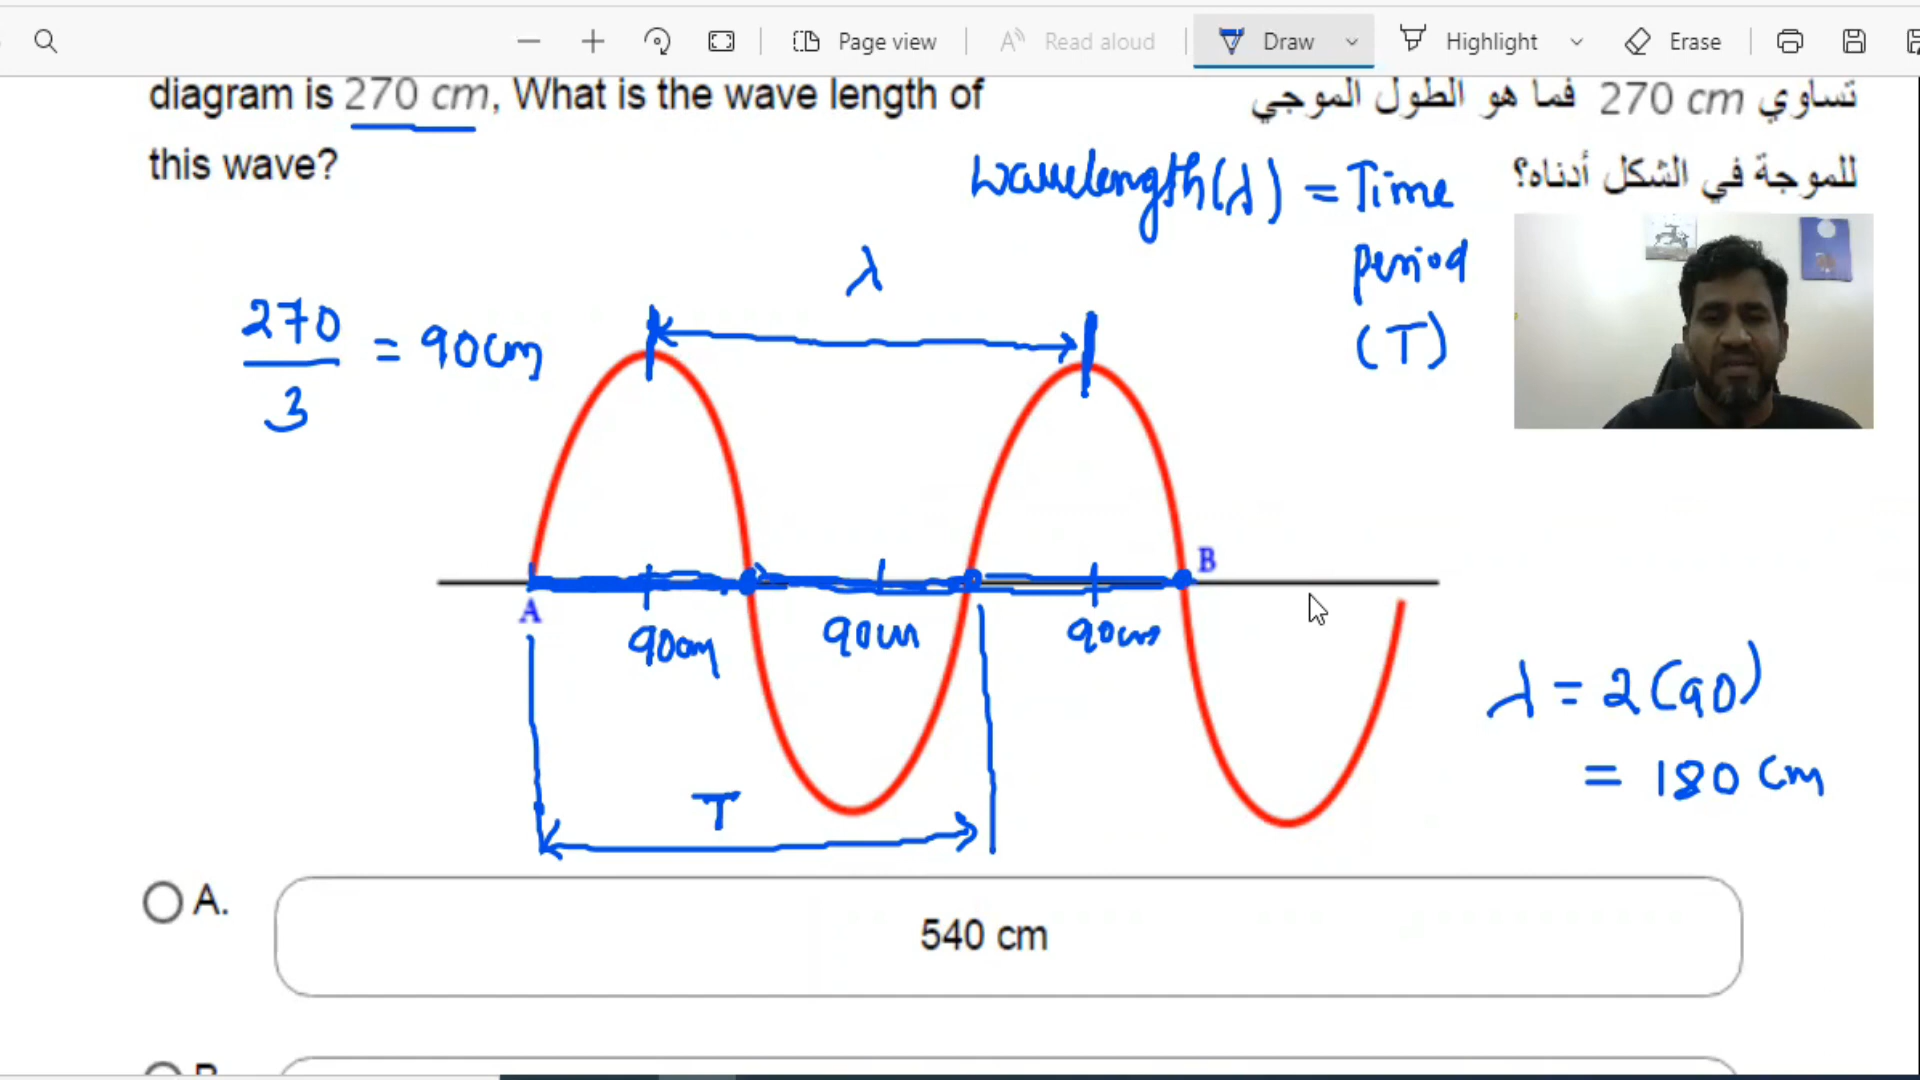 Page view
Read aloud
Draw
Highlight
Erase
diagram is 270 cm, What is the wave length of
this wave?
تساوي 270 cm فما هو الطول الموجي
للموجة في الشكل أدناه؟
wavelength(λ) = Time
period
(T)
λ
270
3
= 90cm
A
B
90cm
90cm
90cm
T
λ = 2(90)
= 180 cm
A.
540 cm